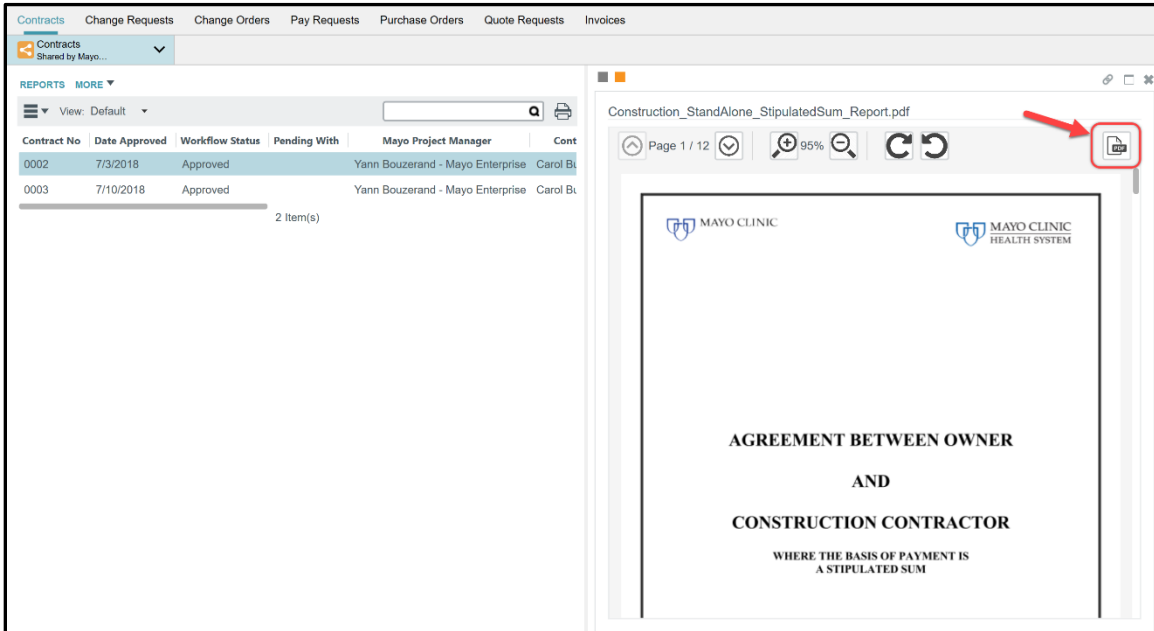 Contracts Change Requests Change Orders Pay Requests Purchase Orders Quote Requests Invoices
Contracts
Shared by Mayo...
REPORTS MORE
View: Default
Contract No Date Approved Workflow Status Pending With Mayo Project Manager Cont
0002 7/3/2018 Approved Yann Bouzerand - Mayo Enterprise Carol Bu
0003 7/10/2018 Approved Yann Bouzerand - Mayo Enterprise Carol Bu
2 Item(s)
Construction_StandAlone_StipulatedSum_Report.pdf
Page 1 / 12 95%
PDF
MAYO CLINIC
MAYO CLINIC
HEALTH SYSTEM
AGREEMENT BETWEEN OWNER
AND
CONSTRUCTION CONTRACTOR
WHERE THE BASIS OF PAYMENT IS
A STIPULATED SUM